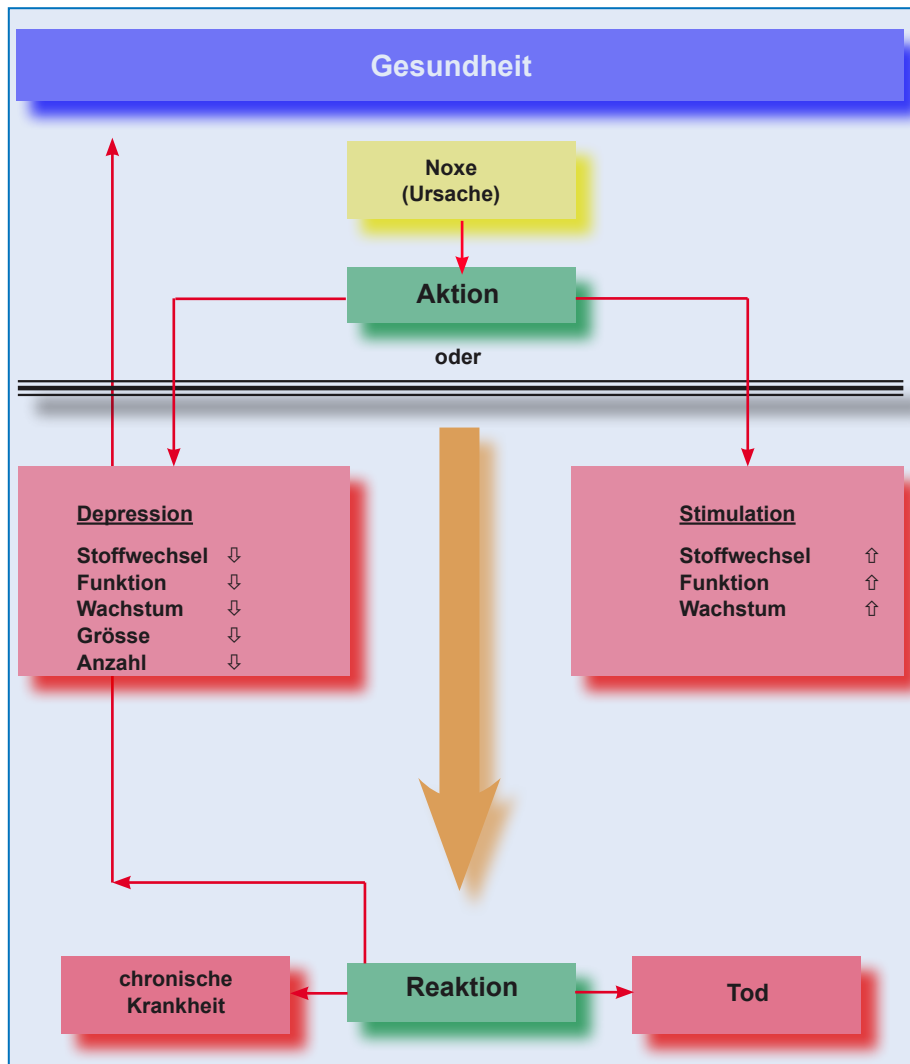 Gesundheit
Noxe
(Ursache)
Aktion
oder
Depression
Stoffwechsel ⇩
Funktion ⇩
Wachstum ⇩
Grösse ⇩
Anzahl ⇩
Stimulation
Stoffwechsel ⇧
Funktion ⇧
Wachstum ⇧
chronische
Krankheit
Reaktion
Tod